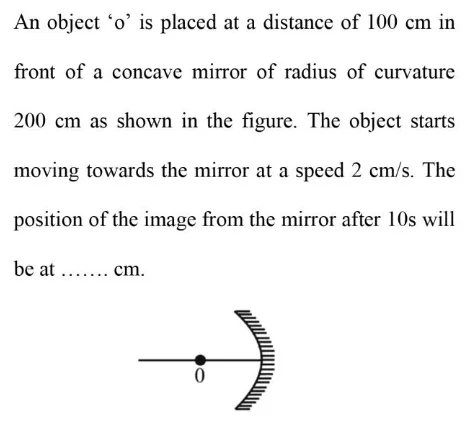 An object ‘o’ is placed at a distance of 100 cm in
front of a concave mirror of radius of curvature
200 cm as shown in the figure. The object starts
moving towards the mirror at a speed 2 cm/s. The
position of the image from the mirror after 10s will
be at ....... cm.
0